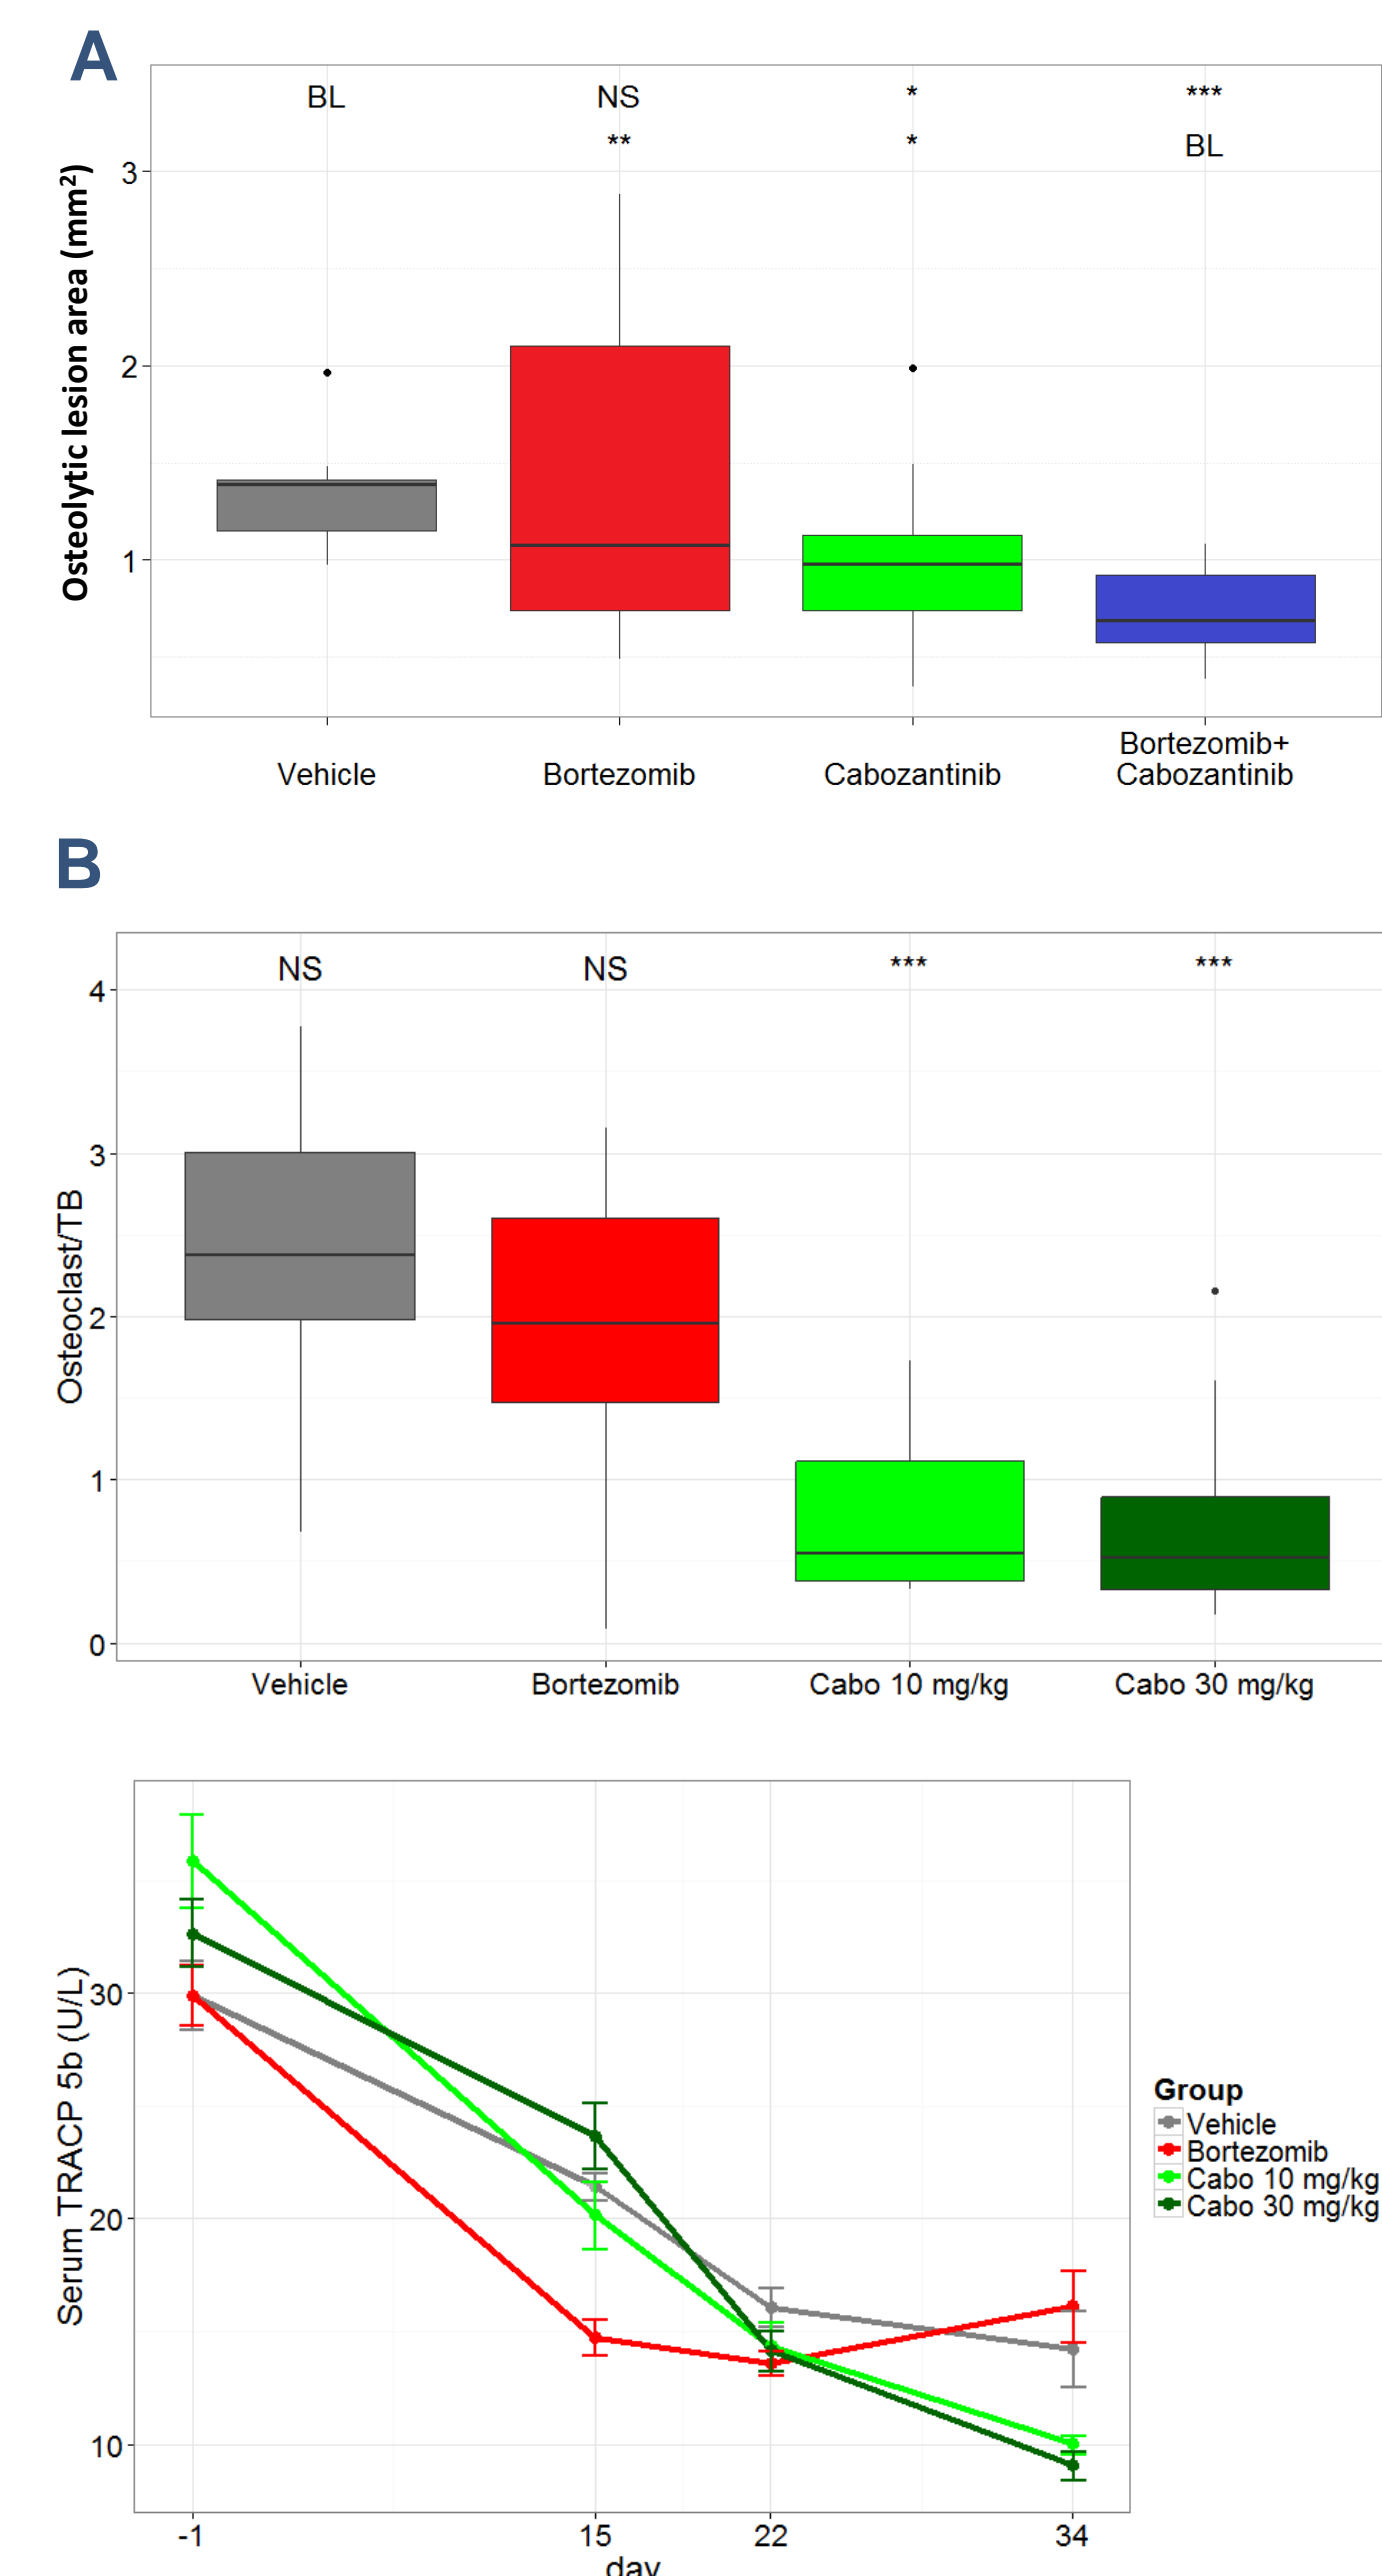 A
BL NS * ***
** * BL
Osteolytic lesion area (mm²)
3
2
1
Vehicle Bortezomib Cabozantinib Bortezomib+
Cabozantinib
B
NS NS *** ***
Osteoclast/TB
4
3
2
1
0
Vehicle Bortezomib Cabo 10 mg/kg Cabo 30 mg/kg
Serum TRACP 5b (U/L)
30
20
10
-1 15 22 34
day
Group
Vehicle
Bortezomib
Cabo 10 mg/kg
Cabo 30 mg/kg